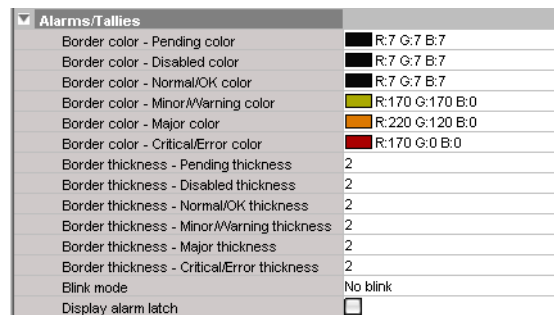 Alarms/Tallies
Border color - Pending color R:7 G:7 B:7
Border color - Disabled color R:7 G:7 B:7
Border color - Normal/OK color R:7 G:7 B:7
Border color - Minor/Warning color R:170 G:170 B:0
Border color - Major color R:220 G:120 B:0
Border color - Critical/Error color R:170 G:0 B:0
Border thickness - Pending thickness 2
Border thickness - Disabled thickness 2
Border thickness - Normal/OK thickness 2
Border thickness - Minor/Warning thickness 2
Border thickness - Major thickness 2
Border thickness - Critical/Error thickness 2
Blink mode No blink
Display alarm latch